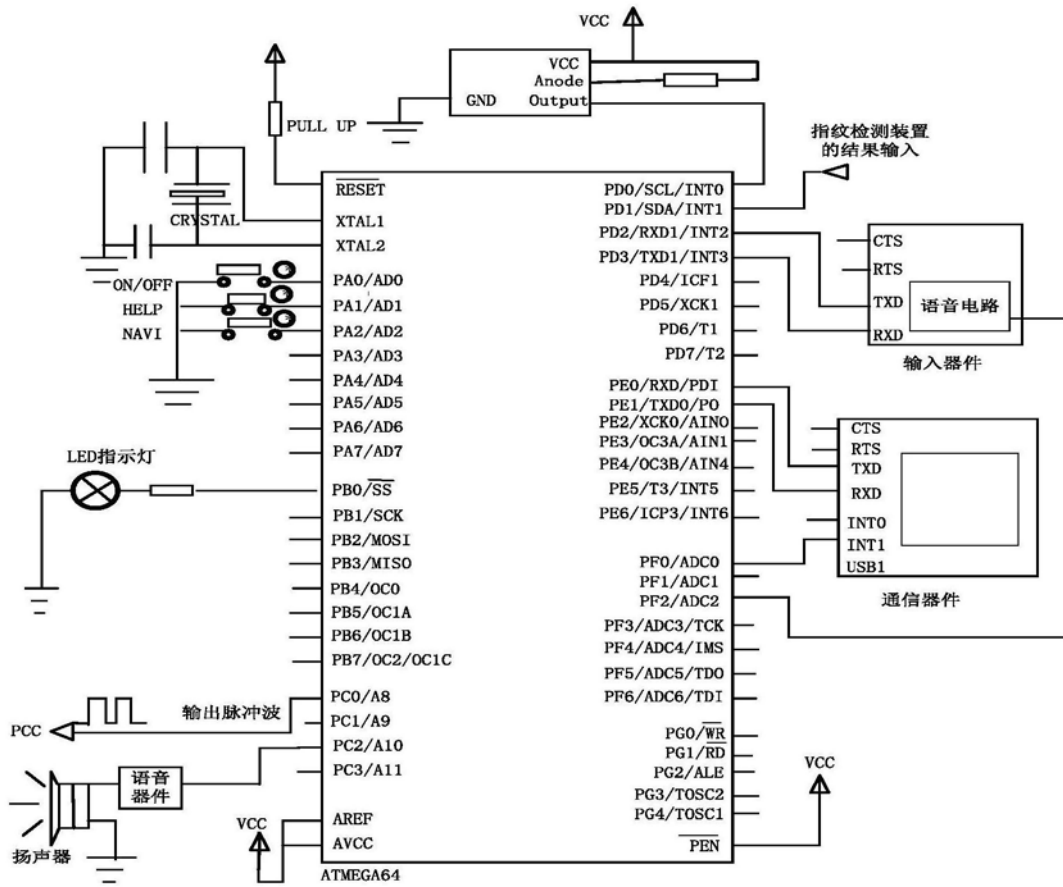 VCC
VCC
Anode
GND
Output
PULL UP
指纹检测装置
的结果输入
CRYSTAL
RESET
XTAL1
XTAL2
ON/OFF
PA0/AD0
HELP
PA1/AD1
NAVI
PA2/AD2
PA3/AD3
PA4/AD4
PA5/AD5
PA6/AD6
PA7/AD7
LED指示灯
PB0/SS
PB1/SCK
PB2/MOSI
PB3/MISO
PB4/OC0
PB5/OC1A
PB6/OC1B
PB7/OC2/OC1C
PC0/A8
PC1/A9
PC2/A10
PC3/A11
AREF
AVCC
PCC
输出脉冲波
语音
器件
扬声器
VCC
ATMEGA64
PD0/SCL/INT0
PD1/SDA/INT1
PD2/RXD1/INT2
PD3/TXD1/INT3
PD4/ICF1
PD5/XCK1
PD6/T1
PD7/T2
PE0/RXD/PDI
PE1/TXD0/PO
PE2/XCK0/AIN0
PE3/OC3A/AIN1
PE4/OC3B/AIN4
PE5/T3/INT5
PE6/ICP3/INT6
PF0/ADC0
PF1/ADC1
PF2/ADC2
PF3/ADC3/TCK
PF4/ADC4/IMS
PF5/ADC5/TDO
PF6/ADC6/TDI
PG0/WR
PG1/RD
PG2/ALE
PG3/TOSC2
PG4/TOSC1
PEN
VCC
CTS
RTS
TXD
语音电路
RXD
输入器件
CTS
RTS
TXD
RXD
INT0
INT1
USB1
通信器件